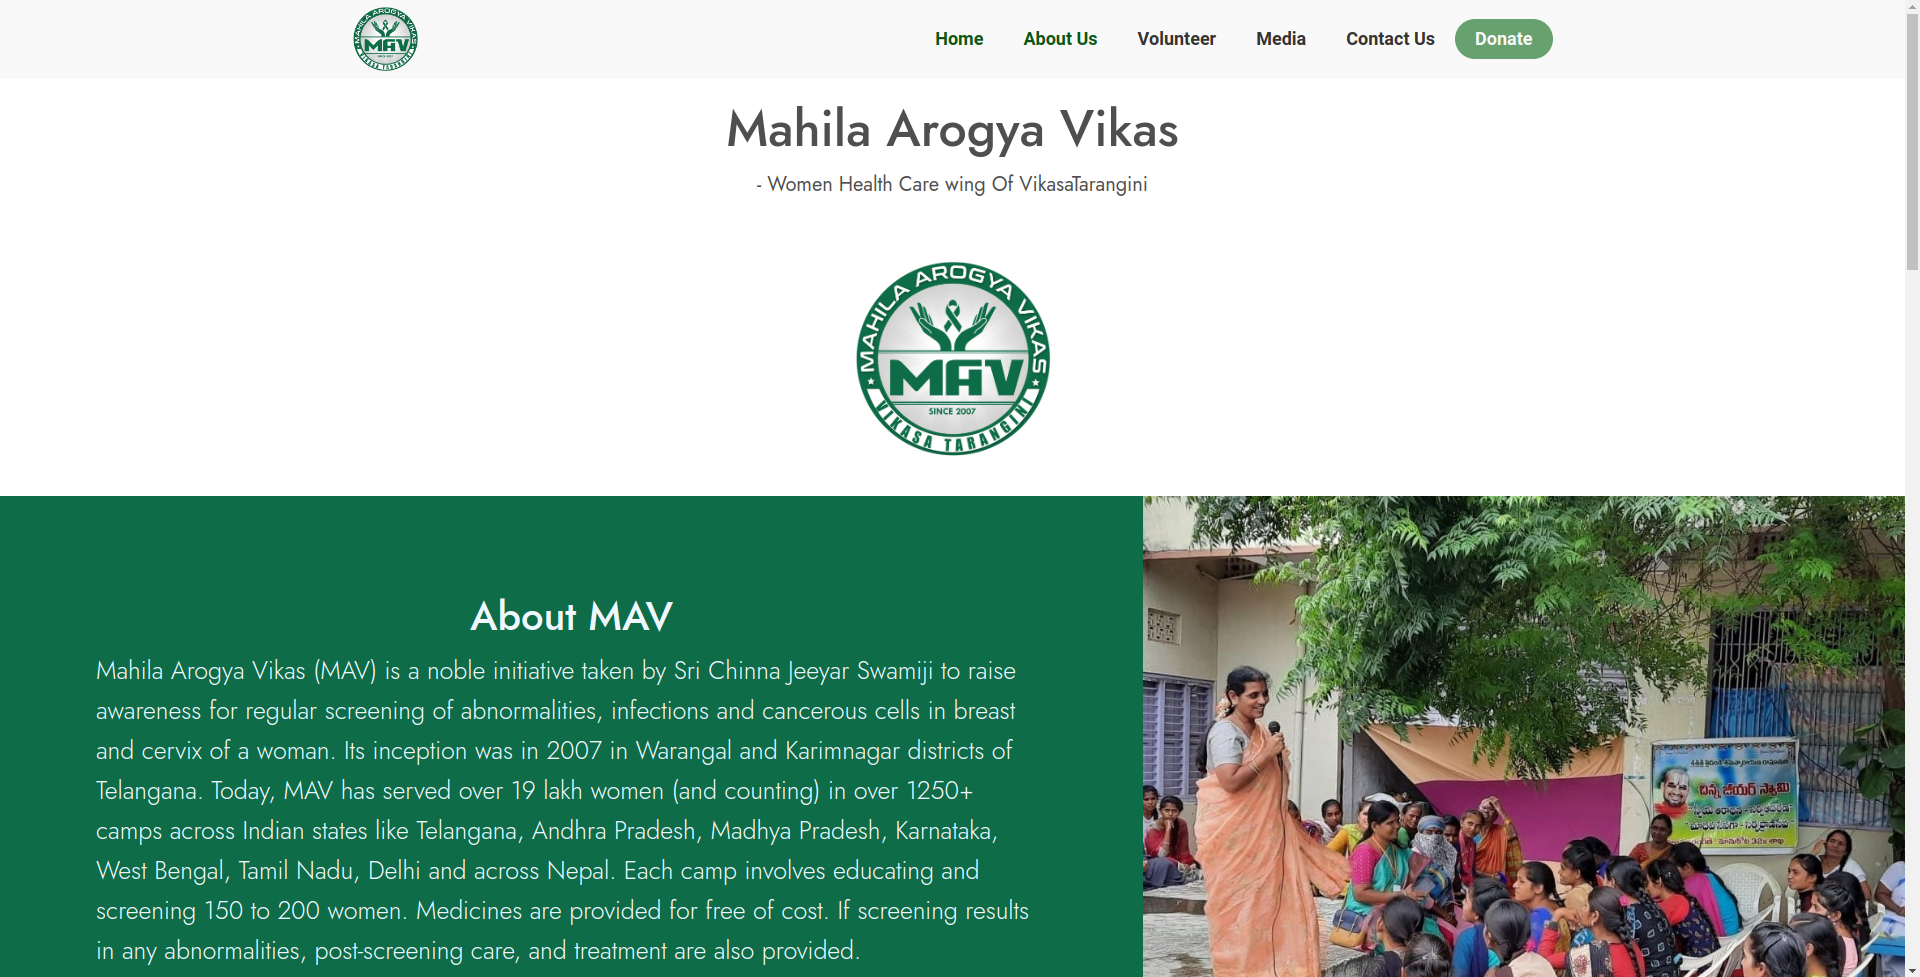 MAHILA AROGYA VIKAS
MAV
VIKASA TARANGINI
Home
About Us
Volunteer
Media
Contact Us
Donate
Mahila Arogya Vikas
- Women Health Care wing Of VikasaTarangini
MAHILA AROGYA VIKAS
MAV
SINCE 2007
VIKASA TARANGINI
About MAV
Mahila Arogya Vikas (MAV) is a noble initiative taken by Sri Chinna Jeeyar Swamiji to raise
awareness for regular screening of abnormalities, infections and cancerous cells in breast
and cervix of a woman. Its inception was in 2007 in Warangal and Karimnagar districts of
Telangana. Today, MAV has served over 19 lakh women (and counting) in over 1250+
camps across Indian states like Telangana, Andhra Pradesh, Madhya Pradesh, Karnataka,
West Bengal, Tamil Nadu, Delhi and across Nepal. Each camp involves educating and
screening 150 to 200 women. Medicines are provided for free of cost. If screening results
in any abnormalities, post-screening care, and treatment are also provided.
చిన్న జీయర్ స్వామి